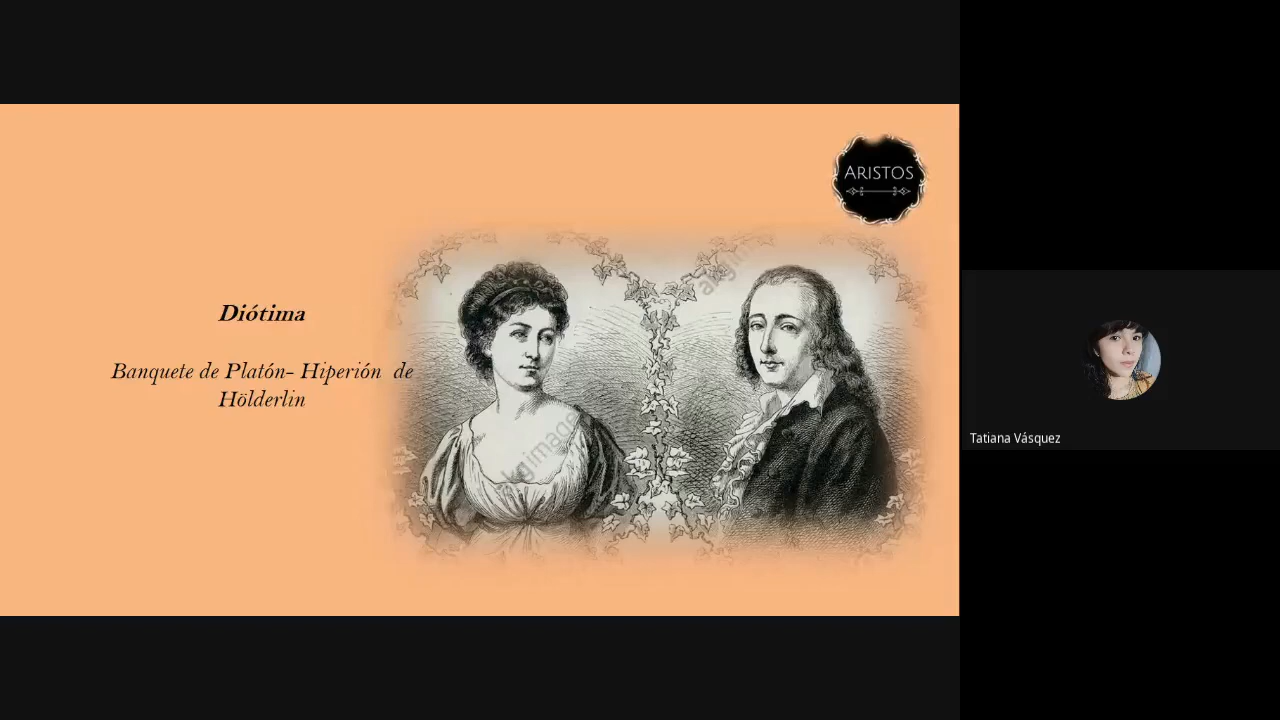 ARISTOS
Diótima
Banquete de Platón- Hiperión de
Hölderlin
Tatiana Vásquez